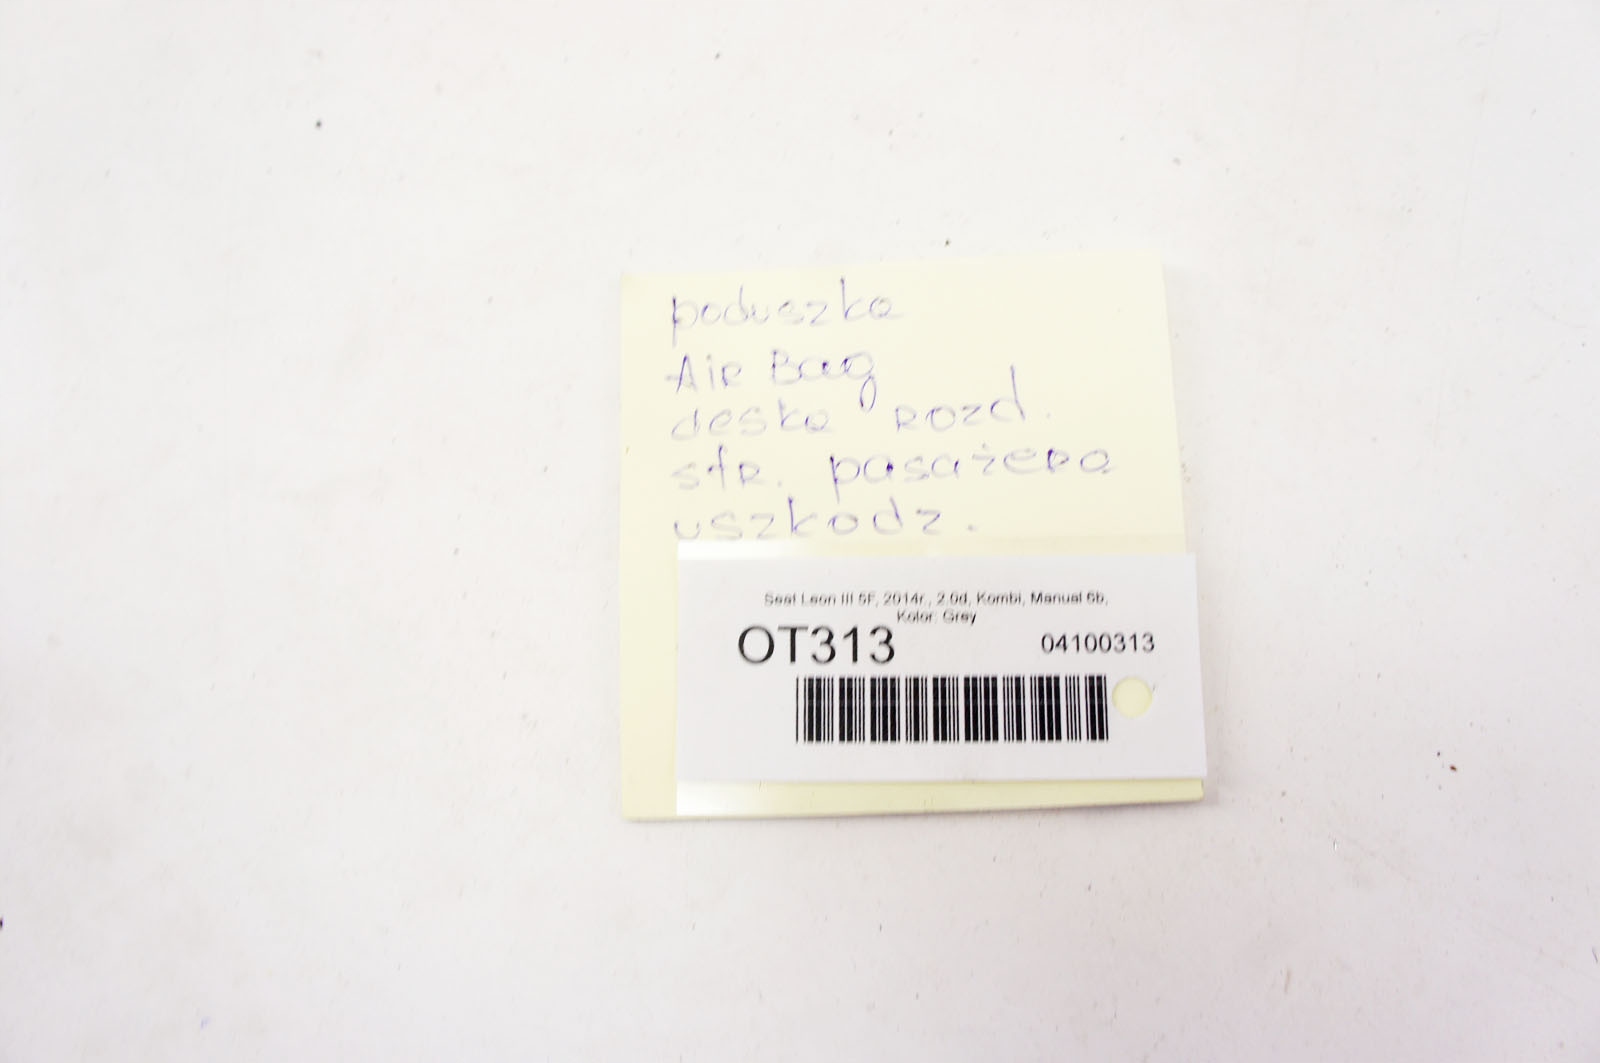 poduszka
Air Bag
deska rozd.
str. pasażera
uszkodz.
Seat Leon III 5F, 2014r., 2.0d, Kombi, Manual 6b,
Kolor: Grey
OT313
04100313